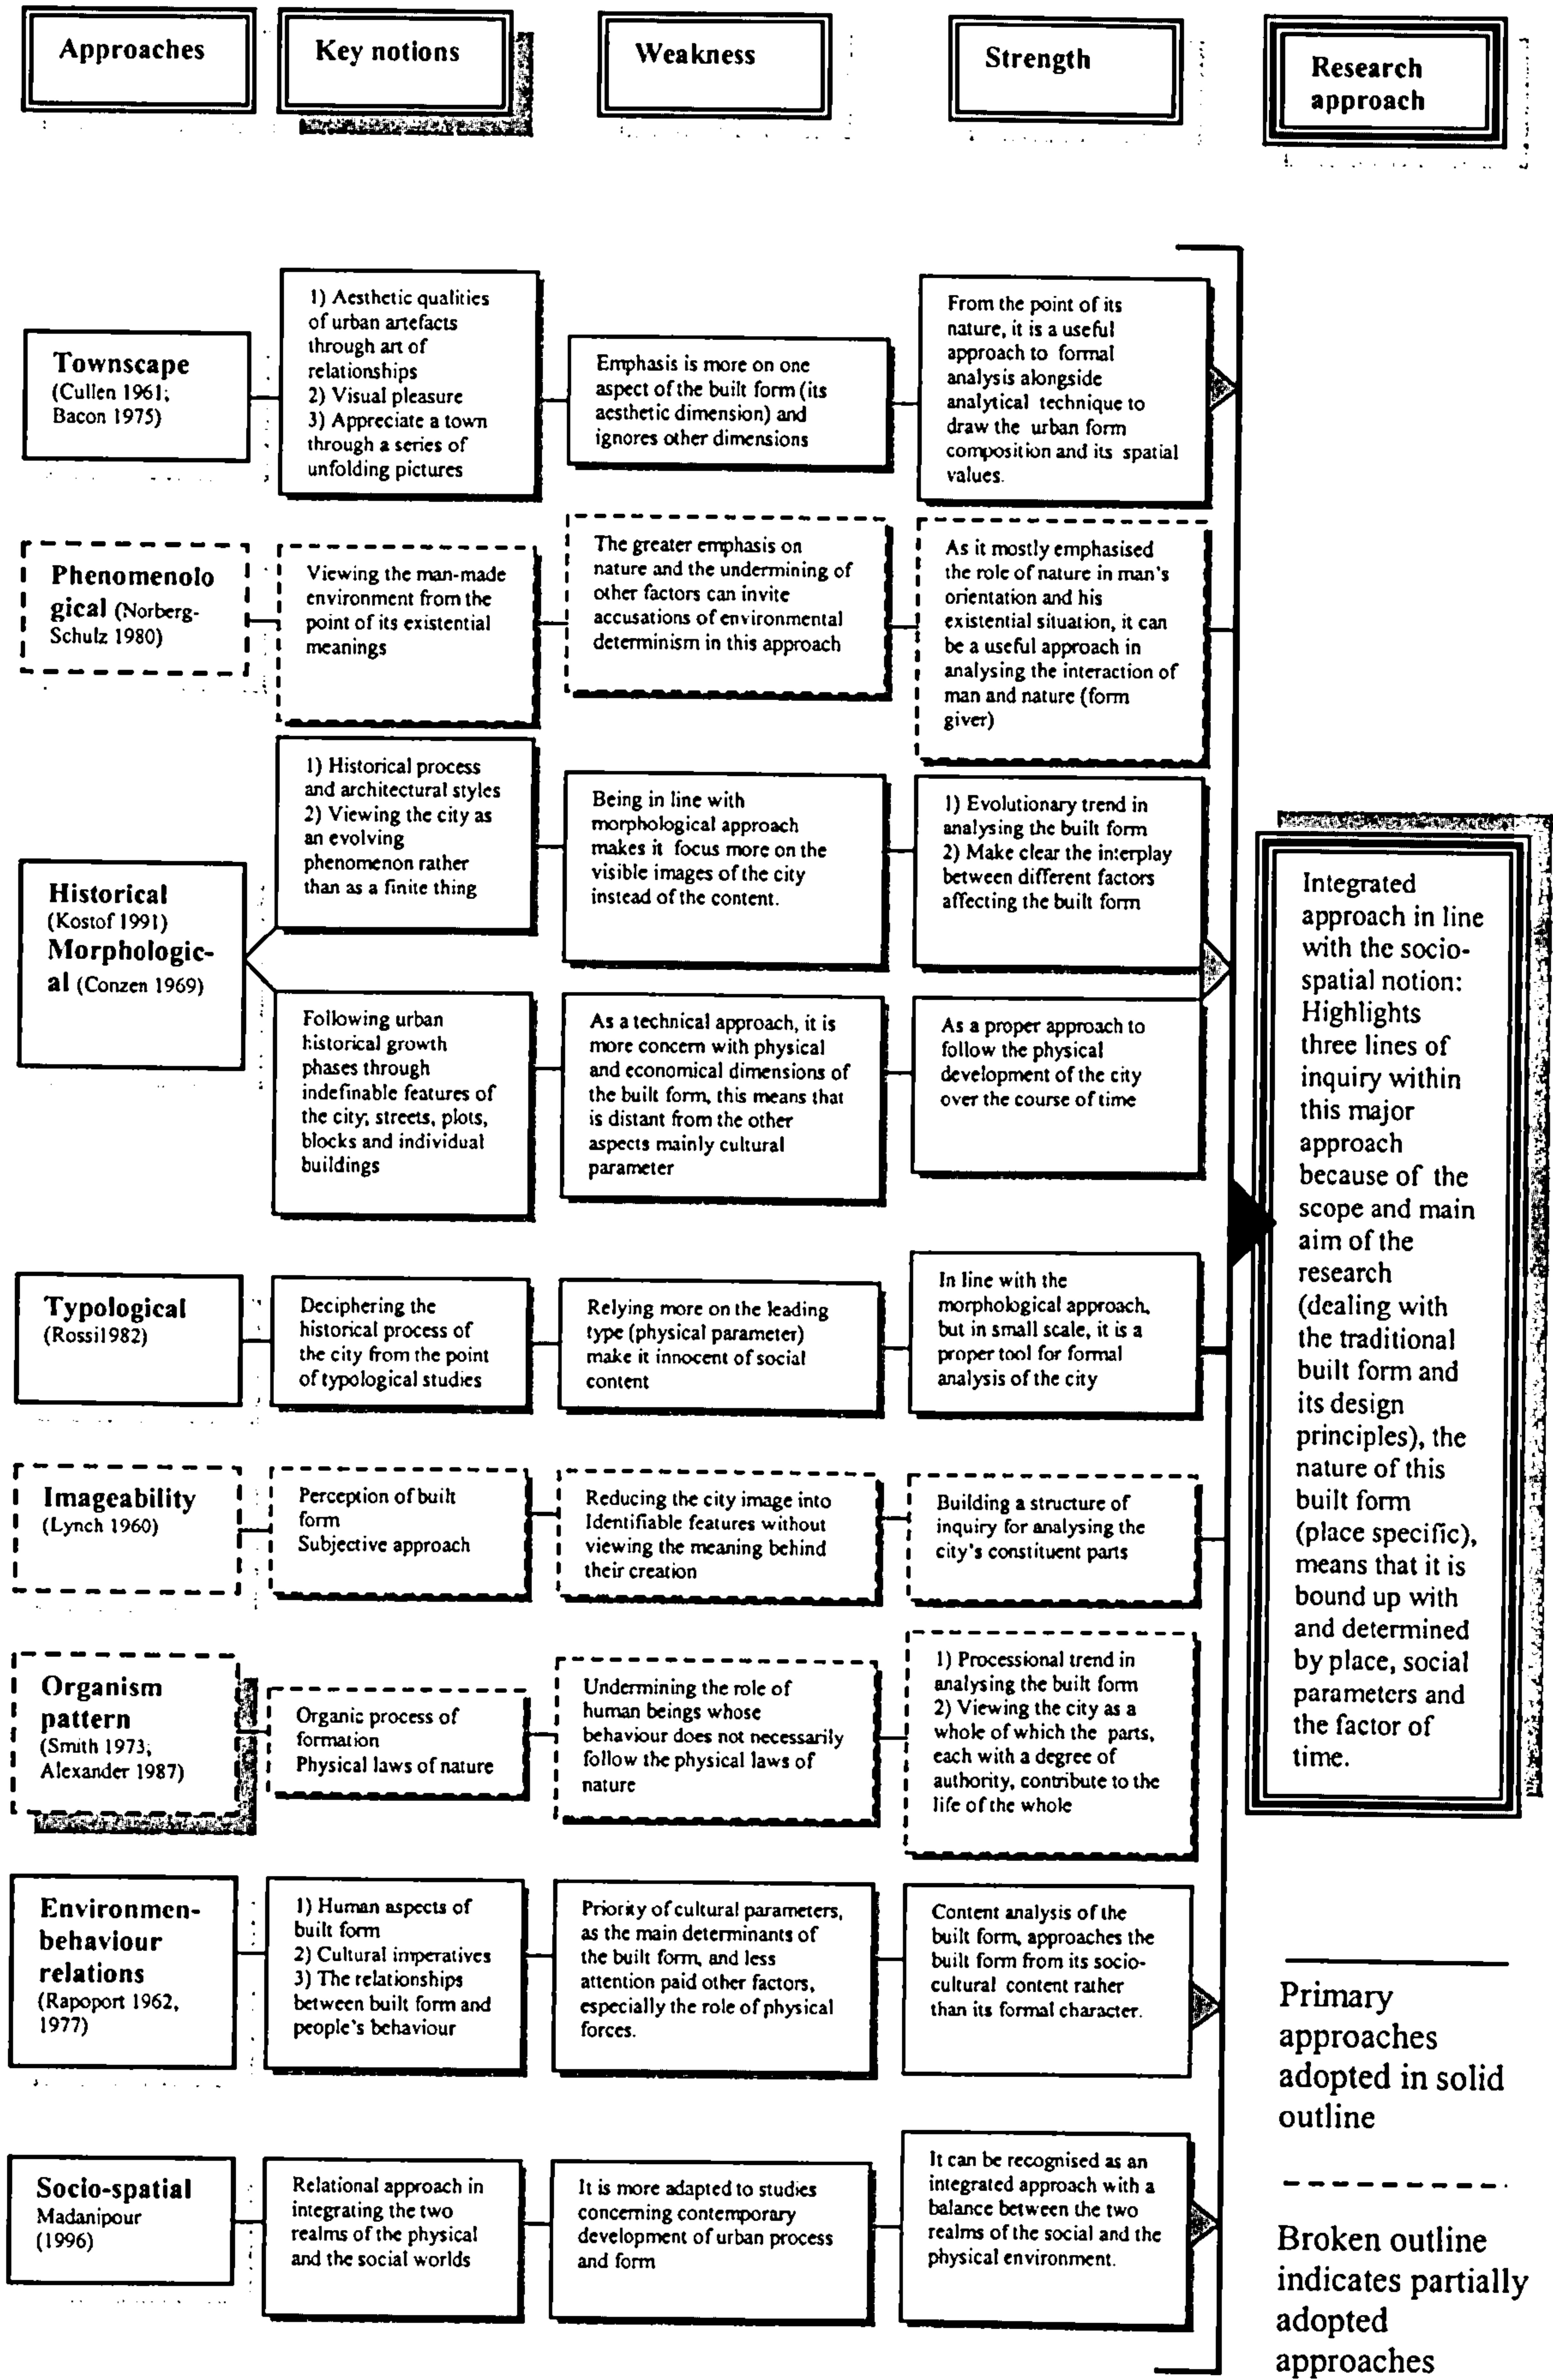 Approaches
Key notions
Weakness
Strength
Research
approach
Townscape
(Cullen 1961;
Bacon 1975)
1) Aesthetic qualities
of urban artefacts
through art of
relationships
2) Visual pleasure
3) Appreciate a town
through a series of
unfolding pictures
Emphasis is more on one
aspect of the built form (its
aesthetic dimension) and
ignores other dimensions
From the point of its
nature, it is a useful
approach to formal
analysis alongside
analytical technique to
draw the urban form
composition and its spatial
values.
Phenomenolo
gical (Norberg-
Schulz 1980)
Viewing the man-made
environment from the
point of its existential
meanings
The greater emphasis on
nature and the undermining of
other factors can invite
accusations of environmental
determinism in this approach
As it mostly emphasised
the role of nature in man's
orientation and his
existential situation, it can
be a useful approach in
analysing the interaction of
man and nature (form
giver)
Historical
(Kostof 1991)
Morphologic-
al (Conzen 1969)
1) Historical process
and architectural styles
2) Viewing the city as
an evolving
phenomenon rather
than as a finite thing
Being in line with
morphological approach
makes it focus more on the
visible images of the city
instead of the content.
1) Evolutionary trend in
analysing the built form
2) Make clear the interplay
between different factors
affecting the built form
Following urban
historical growth
phases through
indefinable features of
the city; streets, plots,
blocks and individual
buildings
As a technical approach, it is
more concern with physical
and economical dimensions of
the built form, this means that
is distant from the other
aspects mainly cultural
parameter
As a proper approach to
follow the physical
development of the city
over the course of time
Typological
(Rossi1982)
Deciphering the
historical process of
the city from the point
of typological studies
Relying more on the leading
type (physical parameter)
make it innocent of social
content
In line with the
morphological approach,
but in small scale, it is a
proper tool for formal
analysis of the city
Imageability
(Lynch 1960)
Perception of built
form
Subjective approach
Reducing the city image into
Identifiable features without
viewing the meaning behind
their creation
Building a structure of
inquiry for analysing the
city's constituent parts
Organism
pattern
(Smith 1973;
Alexander 1987)
Organic process of
formation
Physical laws of nature
Undermining the role of
human beings whose
behaviour does not necessarily
follow the physical laws of
nature
1) Processional trend in
analysing the built form
2) Viewing the city as a
whole of which the parts,
each with a degree of
authority, contribute to the
life of the whole
Environmen-
behaviour
relations
(Rapoport 1962,
1977)
1) Human aspects of
built form
2) Cultural imperatives
3) The relationships
between built form and
people's behaviour
Priority of cultural parameters,
as the main determinants of
the built form, and less
attention paid other factors,
especially the role of physical
forces.
Content analysis of the
built form, approaches the
built form from its socio-
cultural content rather
than its formal character.
Socio-spatial
Madanipour
(1996)
Relational approach in
integrating the two
realms of the physical
and the social worlds
It is more adapted to studies
concerning contemporary
development of urban process
and form
It can be recognised as an
integrated approach with a
balance between the two
realms of the social and the
physical environment.
Integrated
approach in line
with the socio-
spatial notion:
Highlights
three lines of
inquiry within
this major
approach
because of the
scope and main
aim of the
research
(dealing with
the traditional
built form and
its design
principles), the
nature of this
built form
(place specific),
means that it is
bound up with
and determined
by place, social
parameters and
the factor of
time.
Primary
approaches
adopted in solid
outline
Broken outline
indicates partially
adopted
approaches